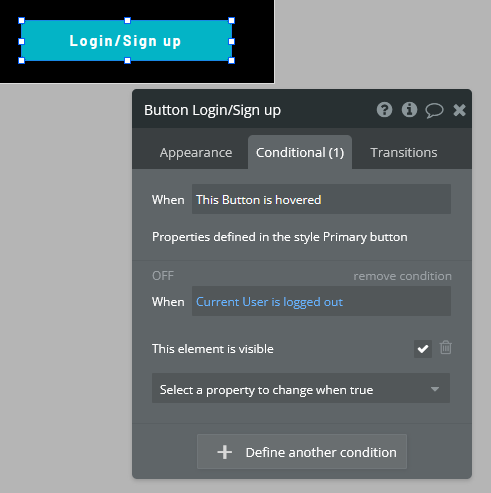 Login/Sign up
Button Login/Sign up
Appearance Conditional (1) Transitions
When This Button is hovered
Properties defined in the style Primary button
OFF remove condition
When Current User is logged out
This element is visible
Select a property to change when true
Define another condition